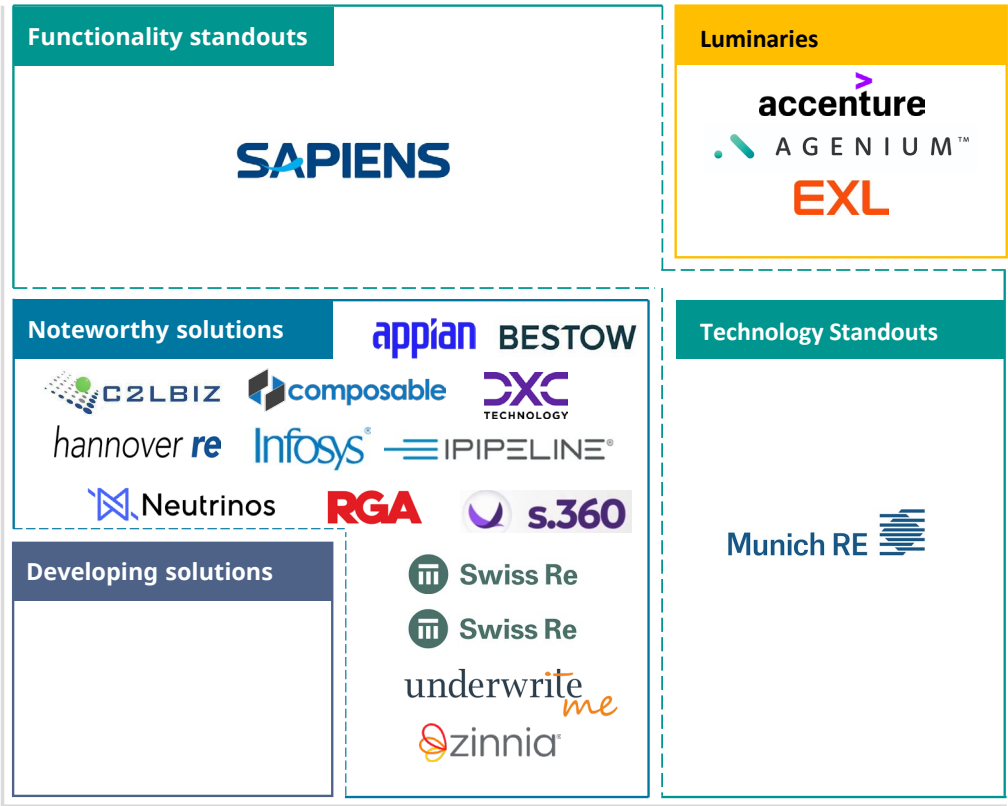 Functionality standouts
SAPIENS
Luminaries
accenture
AGENIUM™
EXL
Noteworthy solutions
appian BESTOW
C2LBIZ composable DXC TECHNOLOGY
hannover re Infosys® IPIPELINE®
Neutrinos RGA s.360
Swiss Re
Swiss Re
underwrite me
zinnia®
Developing solutions
Technology Standouts
Munich RE